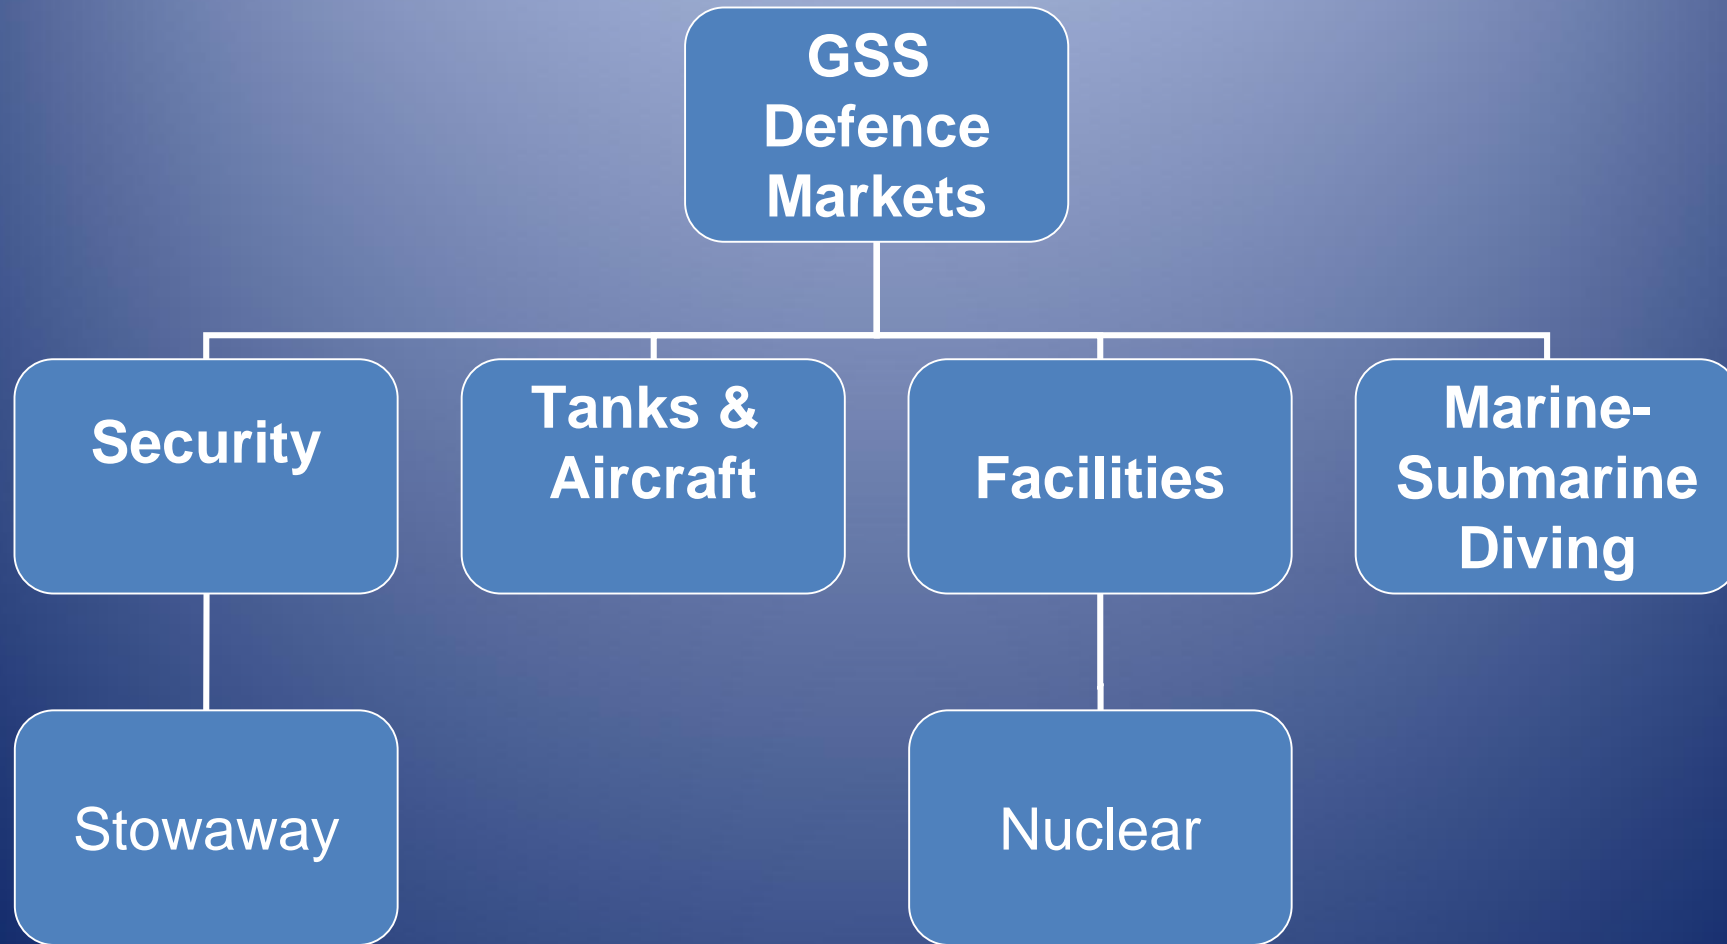 GSS
Defence
Markets
Security
Tanks &
Aircraft
Facilities
Marine-
Submarine
Diving
Stowaway
Nuclear